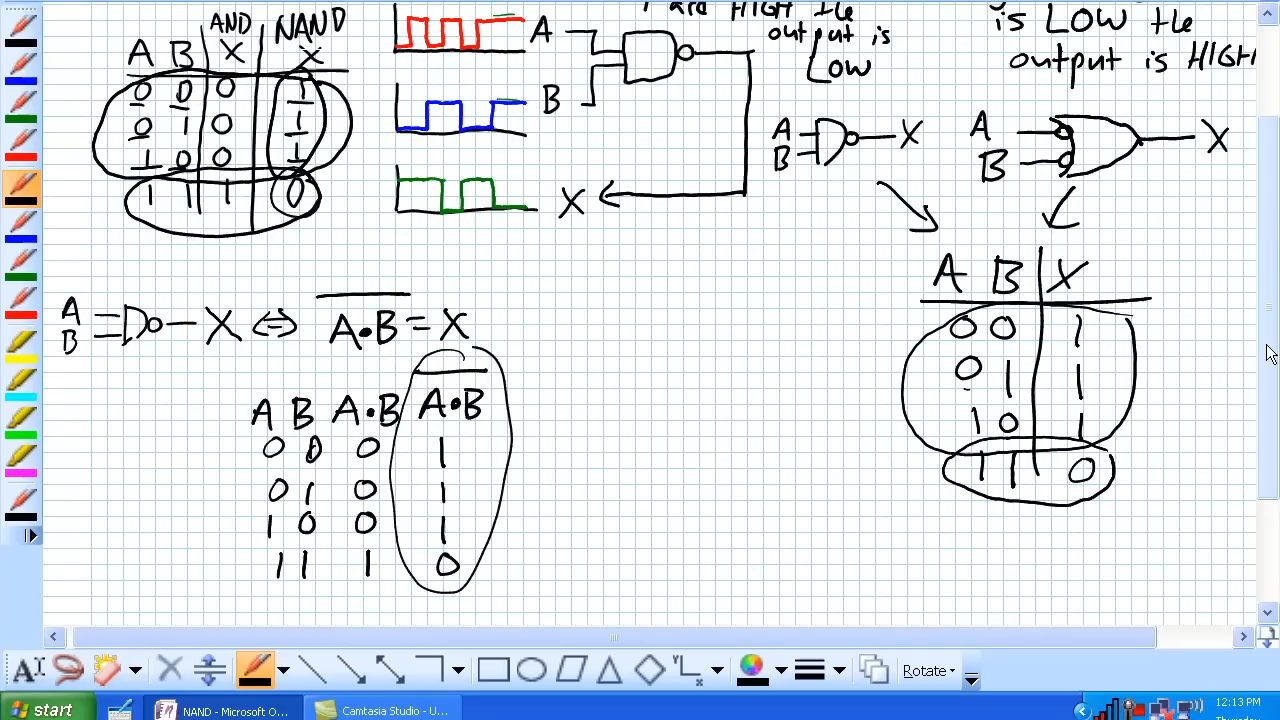 AND NAND
A B X X
0 0 0 1
0 1 0 1
1 0 0 1
1 1 1 0
A
B
X
HIGH the
output is
Low
is LOW the
output is HIGH
A
B
X
A
B
X
A B X
0 0 1
0 1 1
1 0 1
1 1 0
A
B
X ⇔ A•B = X
A B A•B A•B
0 0 0 1
0 1 0 1
1 0 0 1
1 1 1 0
Rotate
start
NAND - Microsoft O...
Camtasia Studio - U...
12:13 PM